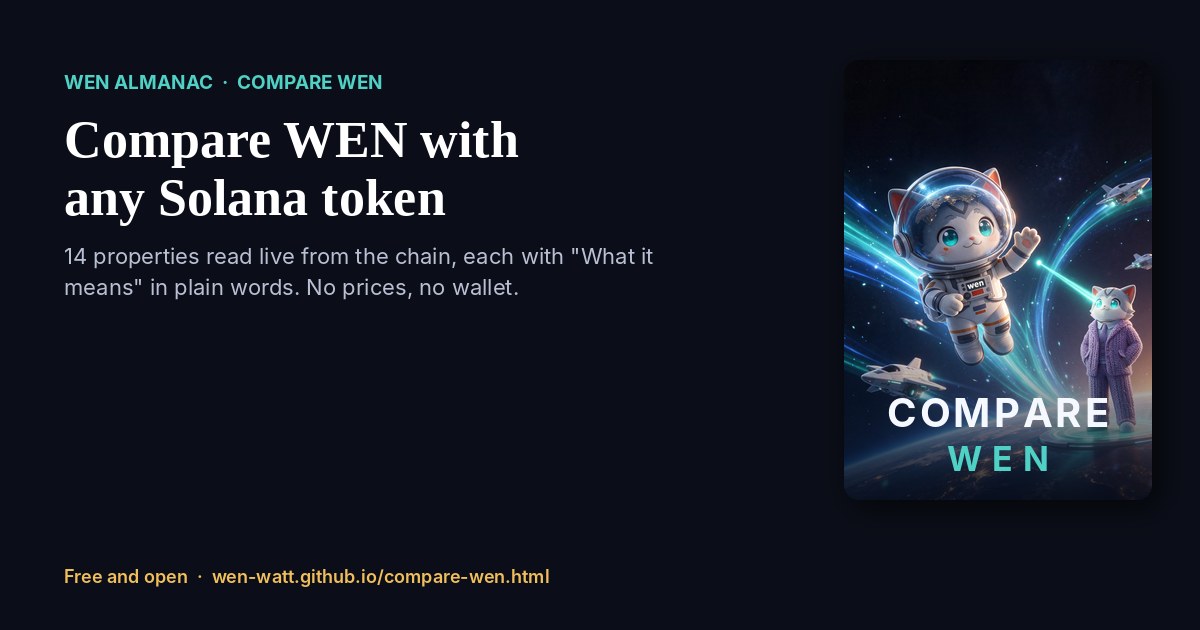 WEN ALMANAC · COMPARE WEN
Compare WEN with
any Solana token
14 properties read live from the chain, each with "What it
means" in plain words. No prices, no wallet.
wen
COMPARE
WEN
Free and open · wen-watt.github.io/compare-wen.html